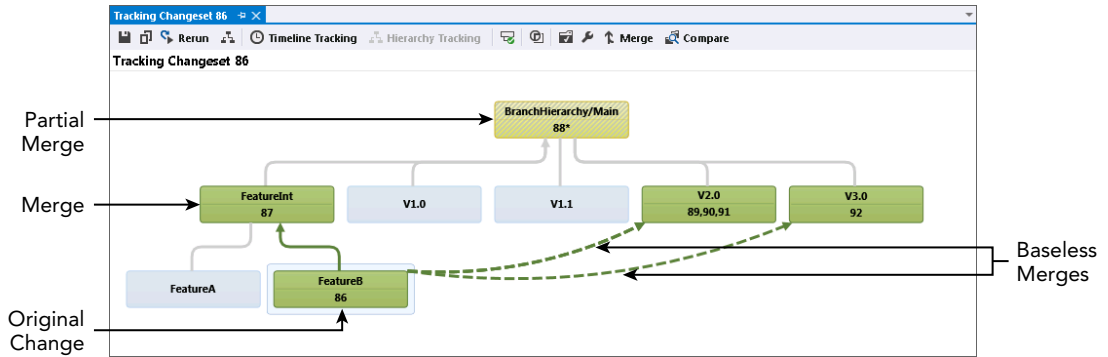 Tracking Changeset 86
Rerun Timeline Tracking Hierarchy Tracking Merge Compare
Tracking Changeset 86
Partial
Merge
BranchHierarchy/Main
88*
Merge
FeatureInt
87
V1.0
V1.1
V2.0
89,90,91
V3.0
92
Baseless
Merges
FeatureA
FeatureB
86
Original
Change